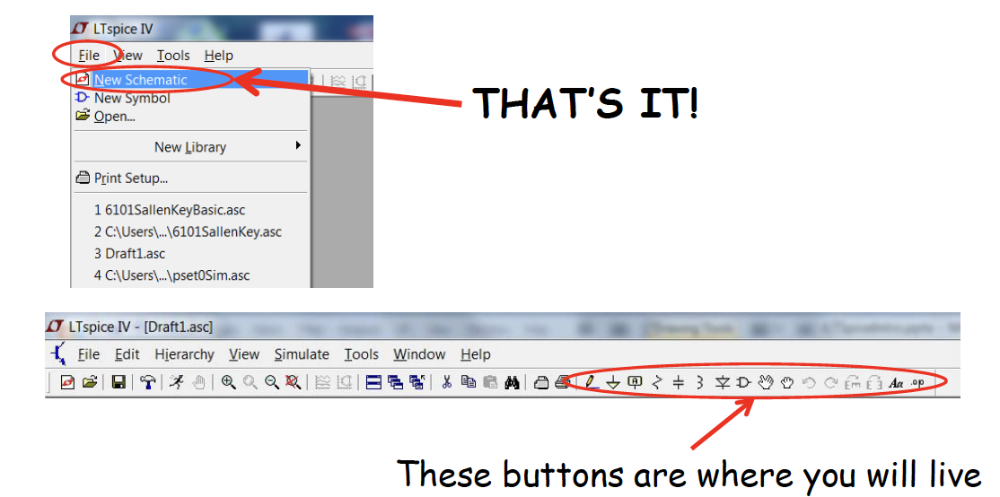 LTspice IV
File View Tools Help
New Schematic
New Symbol
Open...
New Library
Print Setup...
1 6101SallenKeyBasic.asc
2 C:\Users\...\6101SallenKey.asc
3 Draft1.asc
4 C:\Users\...\pset0Sim.asc
THAT'S IT!
LTspice IV - [Draft1.asc]
File Edit Hierarchy View Simulate Tools Window Help
Aa .op
These buttons are where you will live